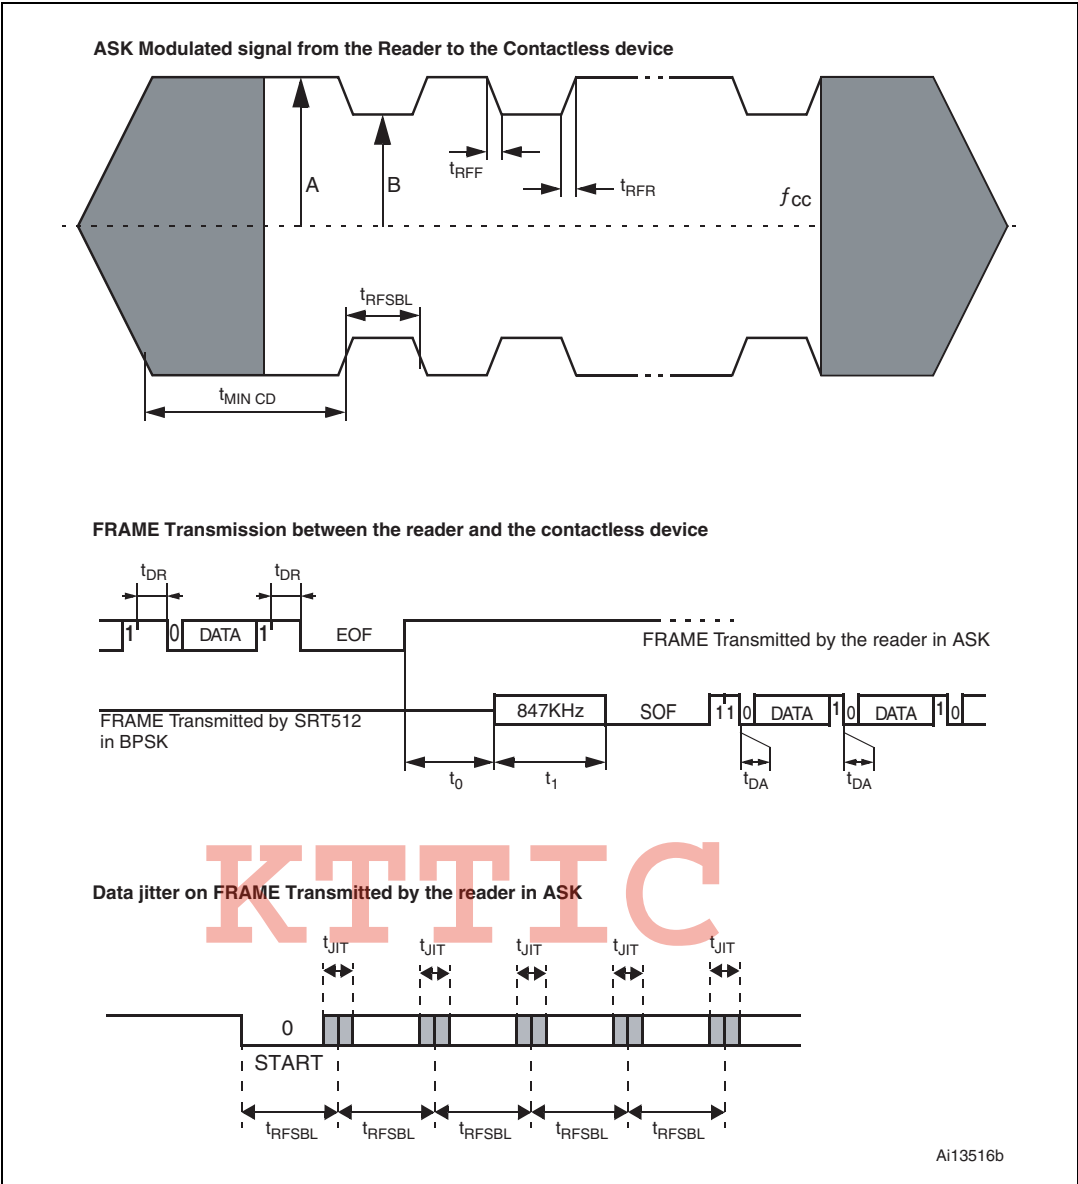 ASK Modulated signal from the Reader to the Contactless device
A
B
tRFF
tRFR
ƒcc
tRFSBL
tMIN CD
FRAME Transmission between the reader and the contactless device
tDR
tDR
1
0
DATA
1
EOF
FRAME Transmitted by the reader in ASK
847KHz
SOF
1 1 0
DATA
1 0
DATA
1 0
FRAME Transmitted by SRT512
in BPSK
t0
t1
tDA
tDA
KTTIC
Data jitter on FRAME Transmitted by the reader in ASK
tJIT
tJIT
tJIT
tJIT
tJIT
0
START
tRFSBL
tRFSBL
tRFSBL
tRFSBL
tRFSBL
Ai13516b